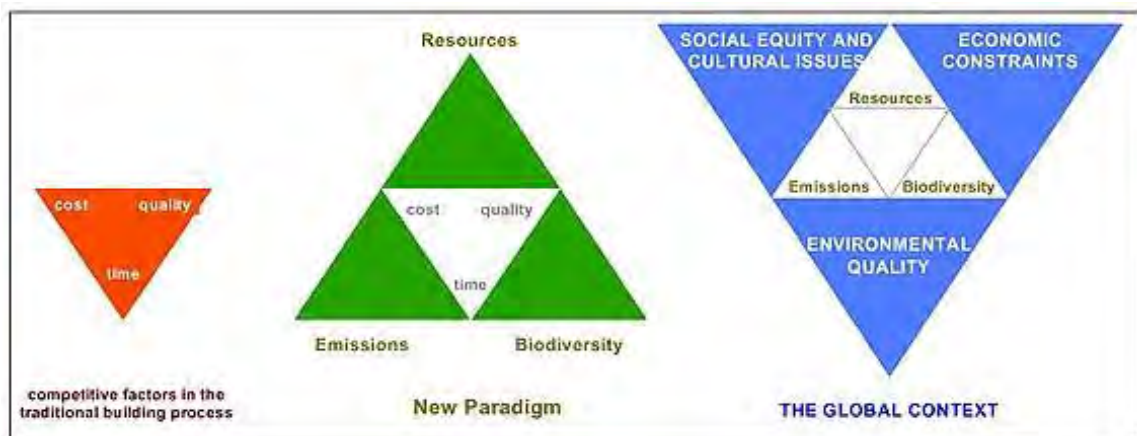 cost quality
time
competitive factors in the
traditional building process
Resources
cost quality
time
Emissions Biodiversity
New Paradigm
SOCIAL EQUITY AND
CULTURAL ISSUES
ECONOMIC
CONSTRAINTS
Resources
Emissions Biodiversity
ENVIRONMENTAL
QUALITY
THE GLOBAL CONTEXT